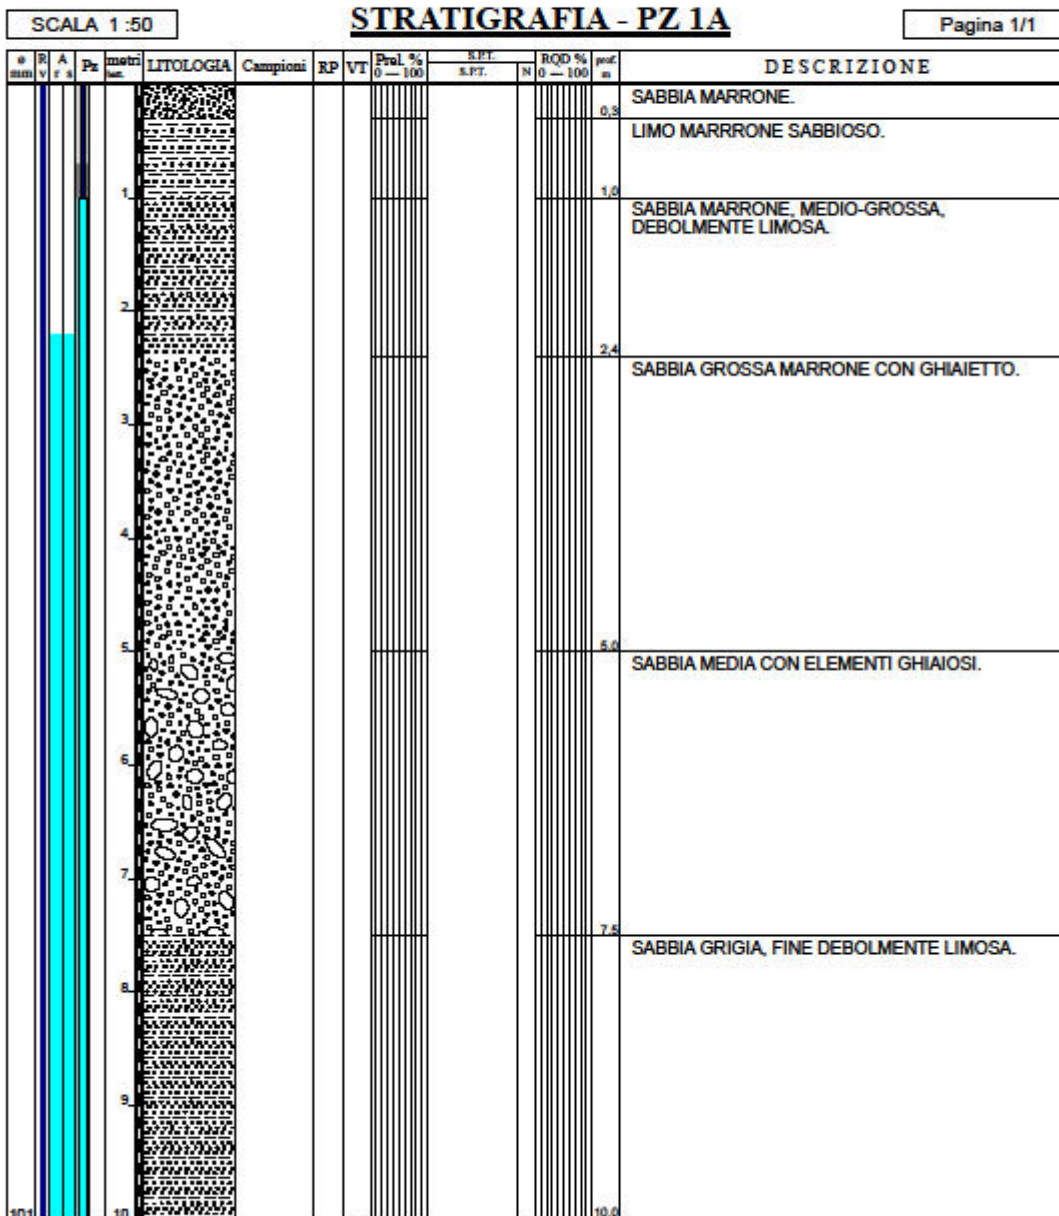 SCALA 1 :50
STRATIGRAFIA - PZ 1A
Pagina 1/1
ø mm
R v
A r s
Pz
metri batt.
LITOLOGIA
Campioni
RP
VT
Prel. % 0 — 100
S.P.T.
S.P.T.
N
RQD % 0 — 100
prof. m
DESCRIZIONE
SABBIA MARRONE.
0,3
LIMO MARRRONE SABBIOSO.
1
1,0
SABBIA MARRONE, MEDIO-GROSSA,
DEBOLMENTE LIMOSA.
2
2,4
SABBIA GROSSA MARRONE CON GHIAIETTO.
3
4
5
5,0
SABBIA MEDIA CON ELEMENTI GHIAIOSI.
6
7
7,5
SABBIA GRIGIA, FINE DEBOLMENTE LIMOSA.
8
9
101
10
10,0